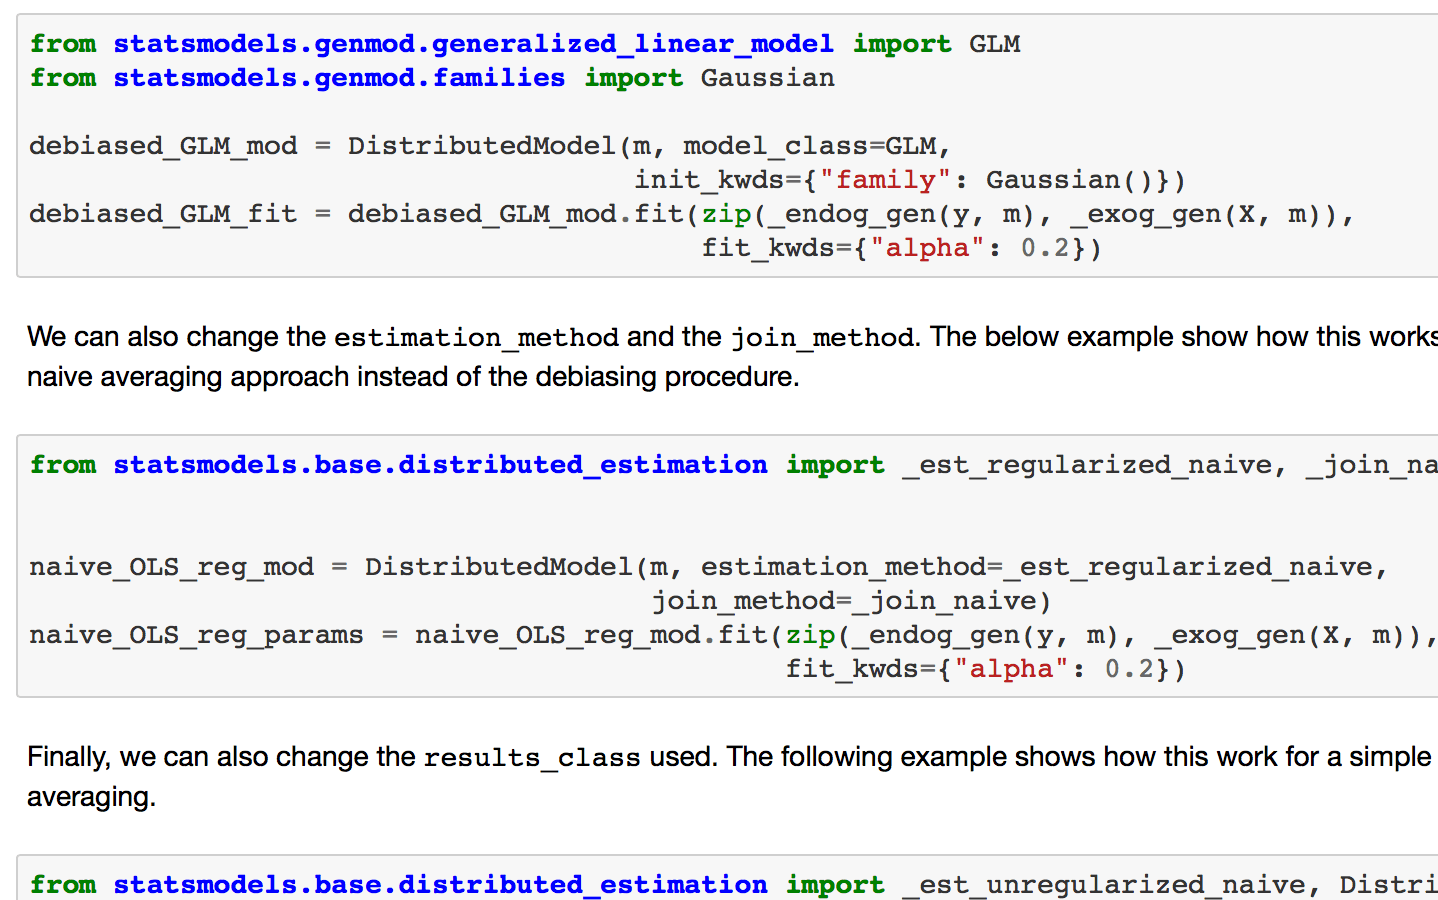 from statsmodels.genmod.generalized_linear_model import GLM
from statsmodels.genmod.families import Gaussian
debiased_GLM_mod = DistributedModel(m, model_class=GLM,
init_kwds={"family": Gaussian()})
debiased_GLM_fit = debiased_GLM_mod.fit(zip(_endog_gen(y, m), _exog_gen(X, m)),
fit_kwds={"alpha": 0.2})
We can also change the estimation_method and the join_method. The below example show how this works
naive averaging approach instead of the debiasing procedure.
from statsmodels.base.distributed_estimation import _est_regularized_naive, _join_na
naive_OLS_reg_mod = DistributedModel(m, estimation_method=_est_regularized_naive,
join_method=_join_naive)
naive_OLS_reg_params = naive_OLS_reg_mod.fit(zip(_endog_gen(y, m), _exog_gen(X, m)),
fit_kwds={"alpha": 0.2})
Finally, we can also change the results_class used. The following example shows how this work for a simple
averaging.
from statsmodels.base.distributed_estimation import _est_unregularized_naive, Distri